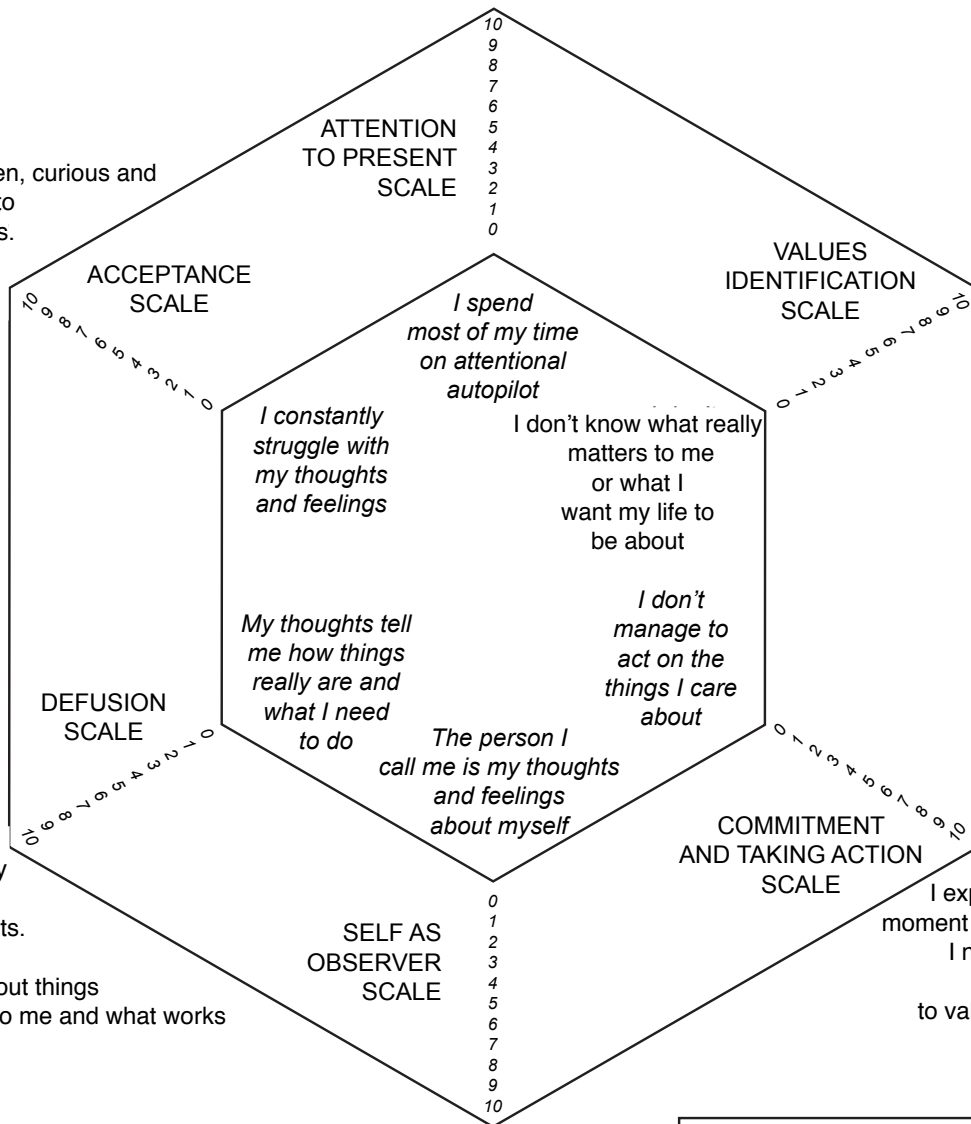 10
9
8
7
6
5
4
3
2
1
0
ATTENTION
TO PRESENT
SCALE
curious and
to
ACCEPTANCE
SCALE
10
9
8
7
6
5
4
3
2
1
0
VALUES
IDENTIFICATION
SCALE
10
9
8
7
6
5
4
3
2
1
0
I spend
most of my time
on attentional
autopilot
I constantly
struggle with
my thoughts
and feelings
I don't know what really
matters to me
or what I
want my life to
be about
My thoughts tell
me how things
really are and
what I need
to do
I don't
manage to
act on the
things I care
about
The person I
call me is my thoughts
and feelings
about myself
DEFUSION
SCALE
0
1
2
3
4
5
6
7
8
9
10
0
1
2
3
4
5
6
7
8
9
10
COMMITMENT
AND TAKING ACTION
SCALE
SELF AS
OBSERVER
SCALE
0
1
2
3
4
5
6
7
8
9
10
things
to me and what works
I
moment
I
to